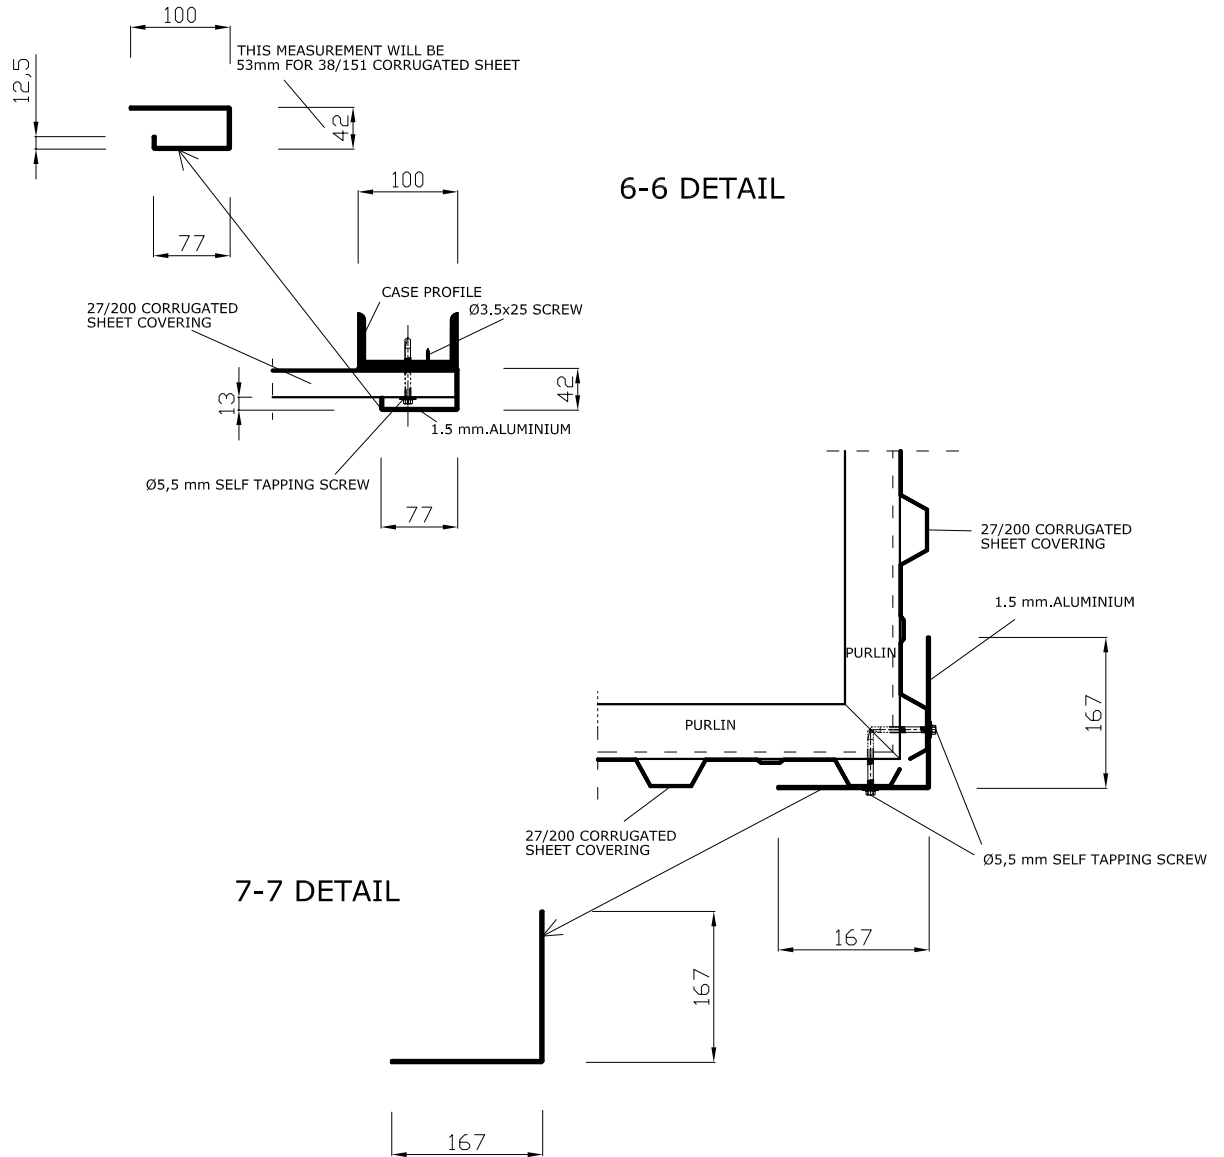 100
THIS MEASUREMENT WILL BE
53mm FOR 38/151 CORRUGATED SHEET
12,5
42
77
6-6 DETAIL
100
CASE PROFILE
27/200 CORRUGATED
SHEET COVERING
Ø3.5x25 SCREW
13
42
1.5 mm.ALUMINIUM
Ø5,5 mm SELF TAPPING SCREW
77
27/200 CORRUGATED
SHEET COVERING
1.5 mm.ALUMINIUM
PURLIN
PURLIN
167
27/200 CORRUGATED
SHEET COVERING
Ø5,5 mm SELF TAPPING SCREW
7-7 DETAIL
167
167
167